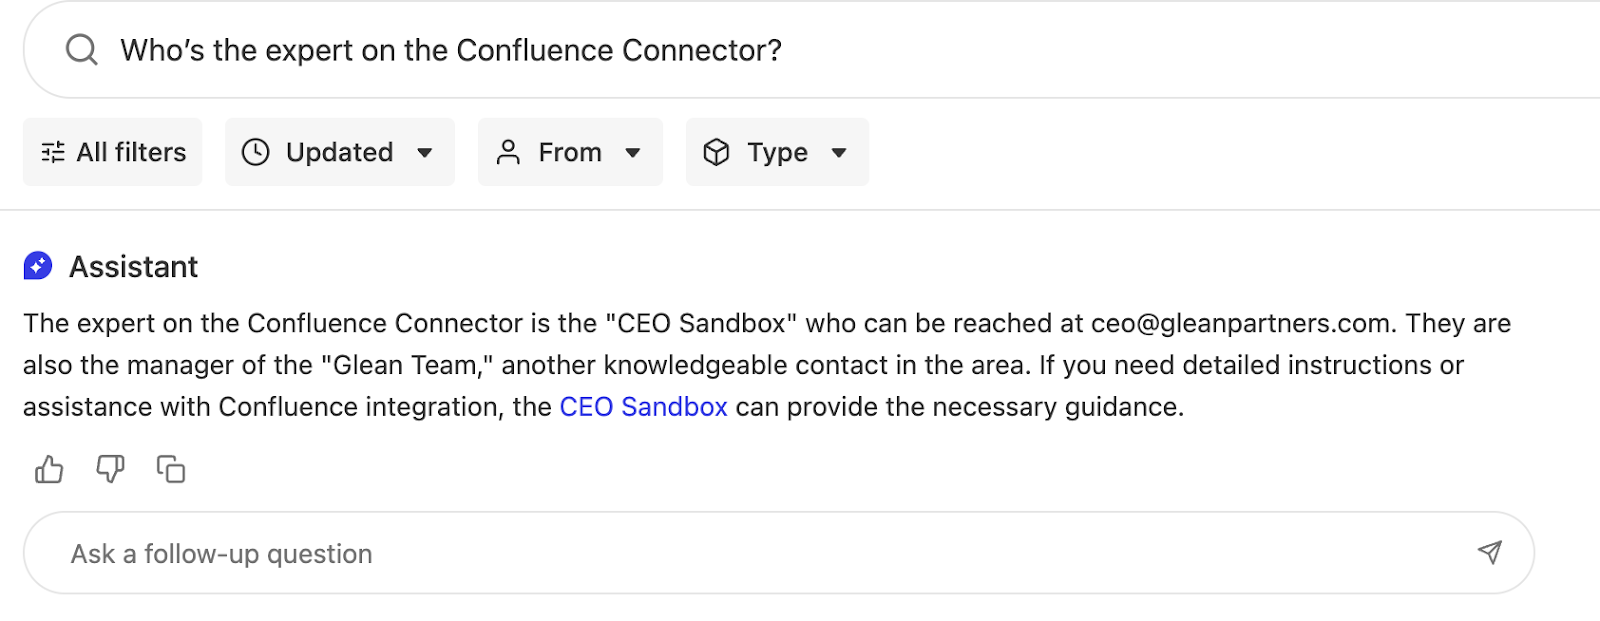 Who’s the expert on the Confluence Connector?
All filters Updated From Type
Assistant
The expert on the Confluence Connector is the "CEO Sandbox" who can be reached at ceo@gleanpartners.com. They are
also the manager of the "Glean Team," another knowledgeable contact in the area. If you need detailed instructions or
assistance with Confluence integration, the CEO Sandbox can provide the necessary guidance.
Ask a follow-up question